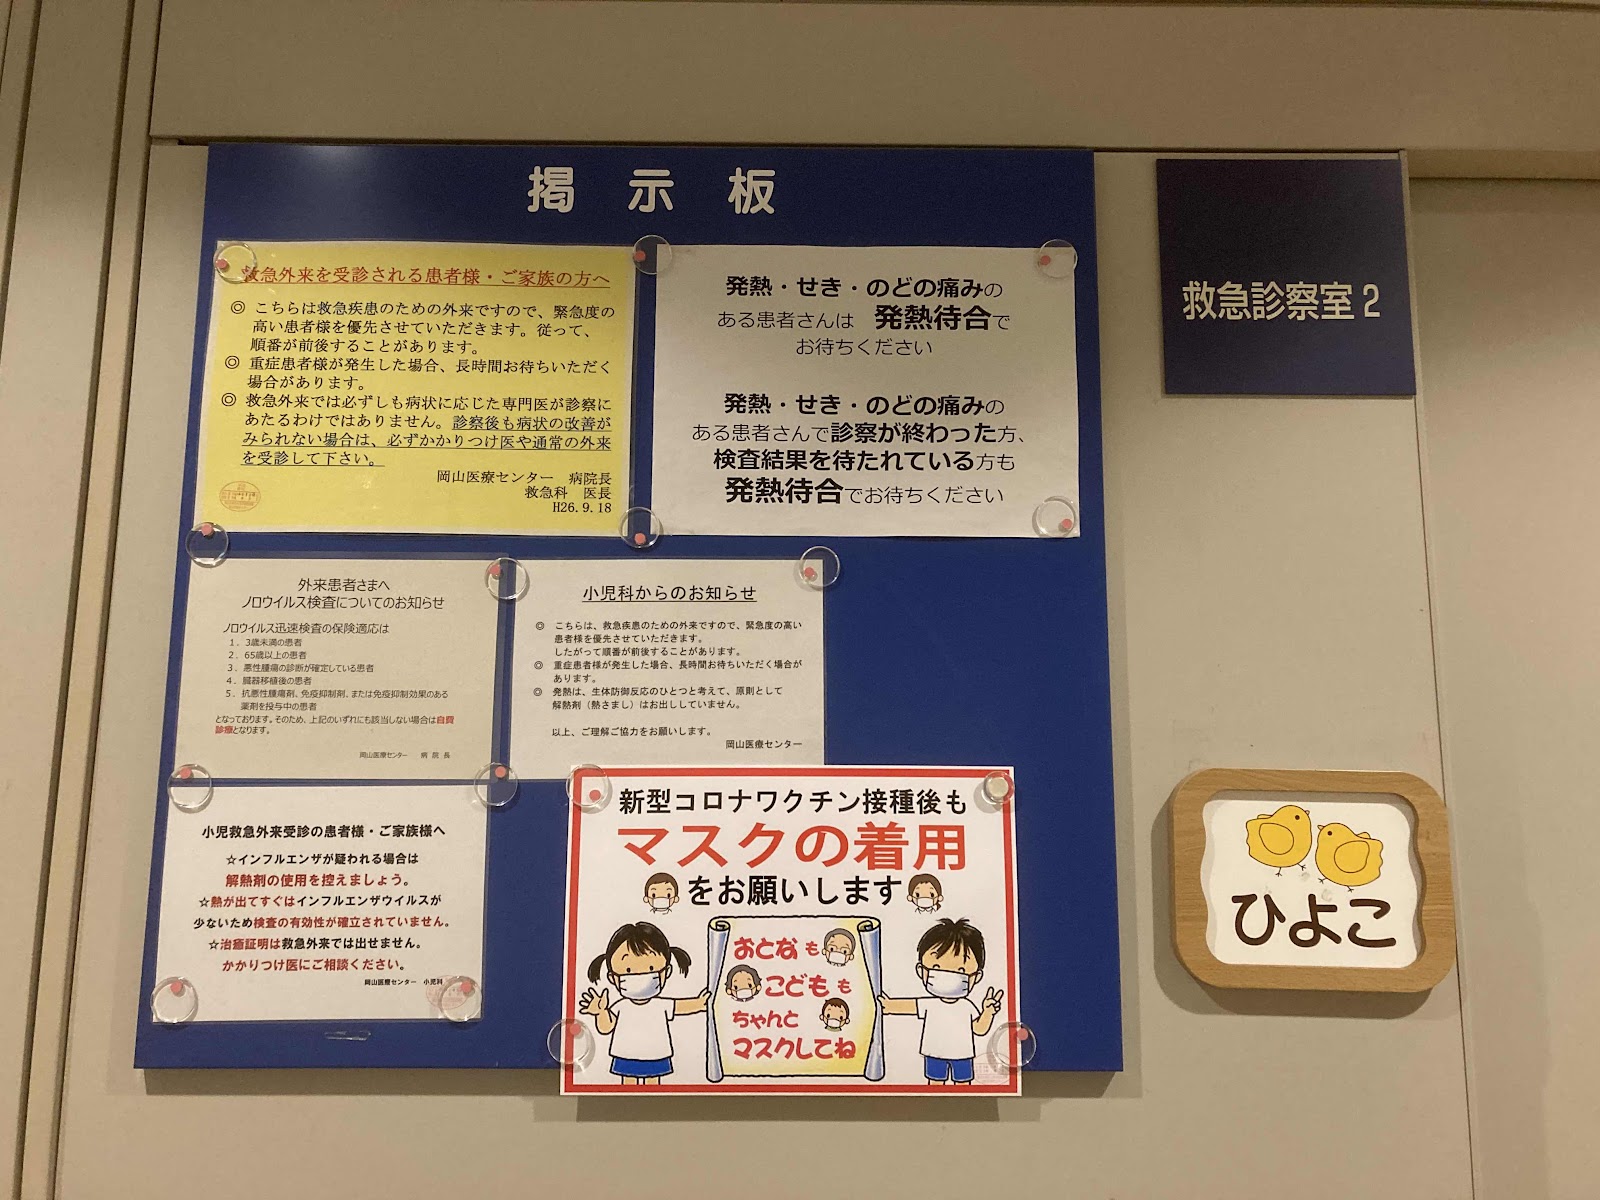 掲示板
救急外来を受診される患者様・ご家族の方へ
◎ こちらは救急疾患のための外来ですので、緊急度の
高い患者様を優先させていただきます。従って、
順番が前後することがあります。
◎ 重症患者様が発生した場合、長時間お待ちいただく
場合があります。
◎ 救急外来では必ずしも病状に応じた専門医が診察に
あたるわけではありません。診察後も病状の改善が
みられない場合は、必ずかかりつけ医や通常の外来
を受診して下さい。
岡山医療センター 病院長
救急科 医長
H26.9.18
発熱・せき・のどの痛みの
ある患者さんは 発熱待合で
お待ちください
発熱・せき・のどの痛みの
ある患者さんで診察が終わった方、
検査結果を待たれている方も
発熱待合でお待ちください
外来患者さまへ
ノロウイルス検査についてのお知らせ
ノロウイルス迅速検査の保険適応は
1．3歳未満の患者
2．65歳以上の患者
3．悪性腫瘍の診断が確定している患者
4．臓器移植後の患者
5．抗悪性腫瘍剤、免疫抑制剤、または免疫抑制効果のある
薬剤を投与中の患者
となっております。そのため、上記のいずれにも該当しない場合は自費
診療となります。
岡山医療センター 病院長
小児科からのお知らせ
◎ こちらは、救急疾患のための外来ですので、緊急度の高い
患者様を優先させていただきます。
したがって順番が前後することがあります。
◎ 重症患者様が発生した場合、長時間お待ちいただく場合が
あります。
◎ 発熱は、生体防御反応のひとつと考えて、原則として
解熱剤（熱さまし）はお出ししていません。
以上、ご理解ご協力をお願いします。
岡山医療センター
小児救急外来受診の患者様・ご家族様へ
☆インフルエンザが疑われる場合は
解熱剤の使用を控えましょう。
☆熱が出てすぐはインフルエンザウイルスが
少ないため検査の有効性が確立されていません。
☆治癒証明は救急外来では出せません。
かかりつけ医にご相談ください。
岡山医療センター 小児科
新型コロナワクチン接種後も
マスクの着用
をお願いします
おとなも
こどもも
ちゃんと
マスクしてね
救急診察室2
ひよこ